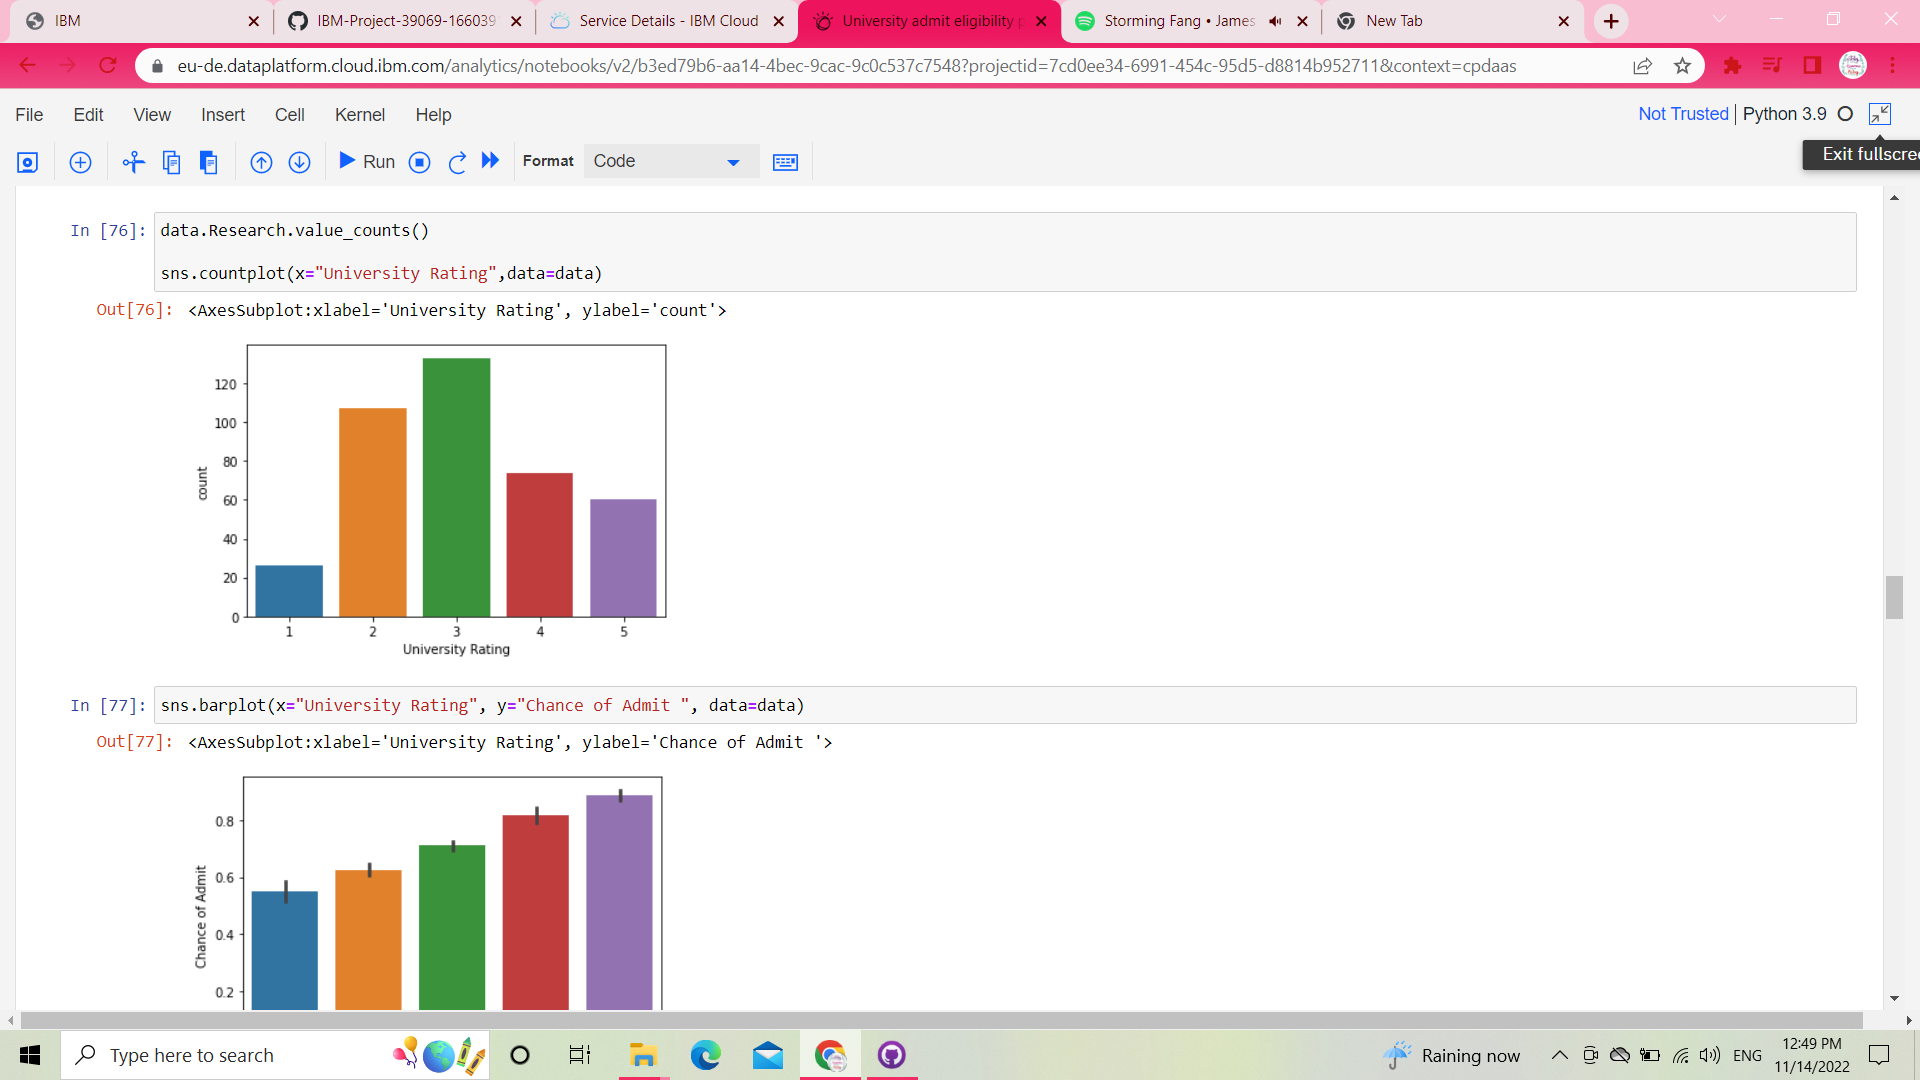 IBM
IBM-Project-39069-166039
Service Details - IBM Cloud
University admit eligibility p
Storming Fang • James
New Tab
eu-de.dataplatform.cloud.ibm.com/analytics/notebooks/v2/b3ed79b6-aa14-4bec-9cac-9c0c537c7548?projectid=7cd0ee34-6991-454c-95d5-d8814b952711&context=cpdaas
File Edit View Insert Cell Kernel Help
Not Trusted Python 3.9
Exit fullscree
Run Format Code
In [76]: data.Research.value_counts()
sns.countplot(x="University Rating",data=data)
Out[76]: <AxesSubplot:xlabel='University Rating', ylabel='count'>
120
100
80
60
40
20
0
count
1 2 3 4 5
University Rating
In [77]: sns.barplot(x="University Rating", y="Chance of Admit ", data=data)
Out[77]: <AxesSubplot:xlabel='University Rating', ylabel='Chance of Admit '>
0.8
0.6
0.4
0.2
Chance of Admit
Type here to search
Raining now
ENG
12:49 PM
11/14/2022